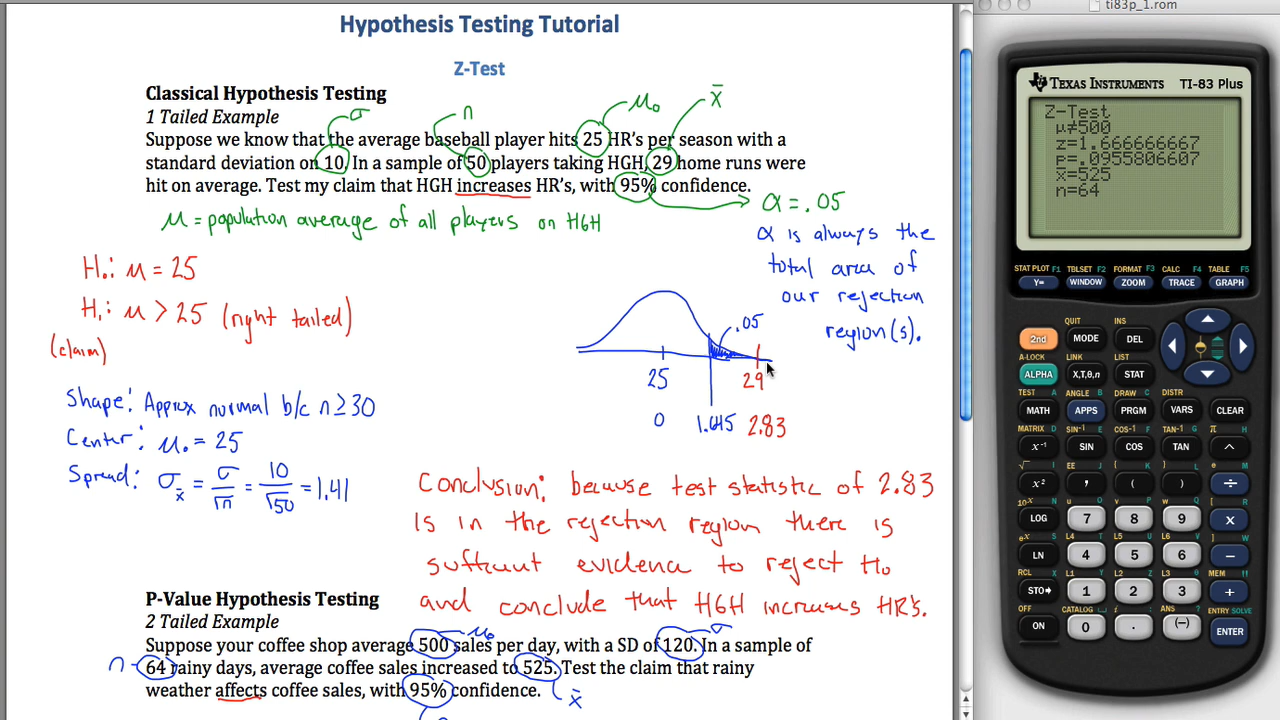 ti83p_1.rom
Hypothesis Testing Tutorial
Z-Test
Classical Hypothesis Testing
1 Tailed Example
σ n μ₀ x̄
Suppose we know that the average baseball player hits 25 HR's per season with a
standard deviation on 10. In a sample of 50 players taking HGH, 29 home runs were
hit on average. Test my claim that HGH increases HR's, with 95% confidence.
α = .05
μ = population average of all players on HGH
α is always the
total area of
our rejection
region(s).
H₀: μ = 25
H₁: μ > 25 (right tailed)
(claim)
.05
25 29
0 1.645 2.83
Shape: Approx normal b/c n ≥ 30
Center: μ₀ = 25
Spread: σx̄ = σ/√n = 10/√50 = 1.41
Conclusion: because test statistic of 2.83
is in the rejection region there is
sufficient evidence to reject H₀
and conclude that HGH increases HR's.
P-Value Hypothesis Testing
2 Tailed Example
μ₀ σ
Suppose your coffee shop average 500 sales per day, with a SD of 120. In a sample of
n 64 rainy days, average coffee sales increased to 525. Test the claim that rainy
weather affects coffee sales, with 95% confidence.
x̄
TEXAS INSTRUMENTS TI-83 Plus
Z-Test
μ≠500
z=1.666666667
p=.0955806607
x̄=525
n=64
STAT PLOT F1 TBLSET F2 FORMAT F3 CALC F4 TABLE F5
Y= WINDOW ZOOM TRACE GRAPH
QUIT INS
2nd MODE DEL
A-LOCK LINK LIST
ALPHA X,T,θ,n STAT
TEST A ANGLE B DRAW C DISTR
MATH APPS PRGM VARS CLEAR
MATRIX D SIN⁻¹ E COS⁻¹ F TAN⁻¹ G π H
x⁻¹ SIN COS TAN ^
√ I EE J { K } L e M
x² , ( ) ÷
10ˣ N u O v P w Q [ R
LOG 7 8 9 x
eˣ S L4 T L5 U L6 V ] W
LN 4 5 6 −
RCL X L1 Y L2 Z L3 θ MEM "
STO▸ 1 2 3 +
OFF CATALOG i : ANS ? ENTRY SOLVE
ON 0 . (−) ENTER